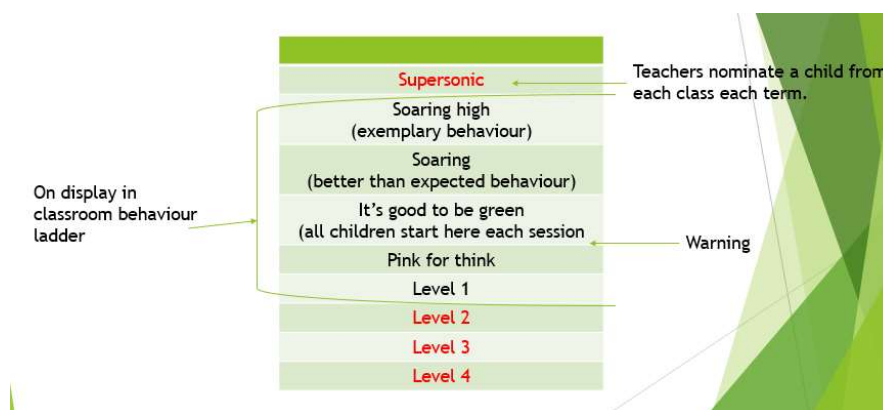 Supersonic
Teachers nominate a child from
each class each term.
Soaring high
(exemplary behaviour)
Soaring
(better than expected behaviour)
On display in
classroom behaviour
ladder
It's good to be green
(all children start here each session
Warning
Pink for think
Level 1
Level 2
Level 3
Level 4